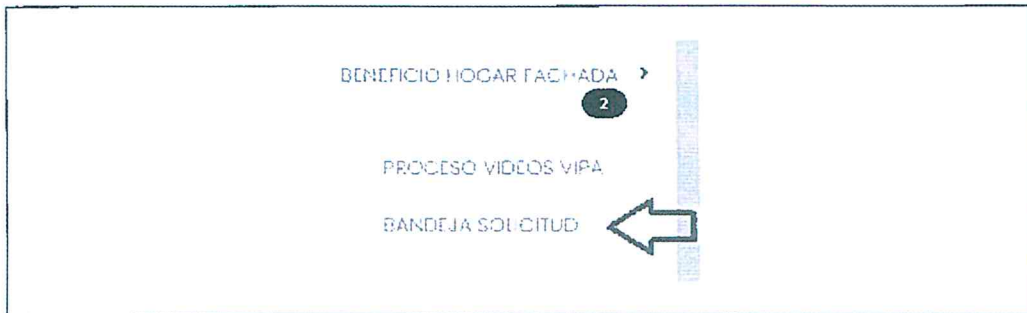 BENEFICIO HOGAR FACHADA >
2
PROCESO VIDEOS VIPA
BANDEJA SOLICITUD